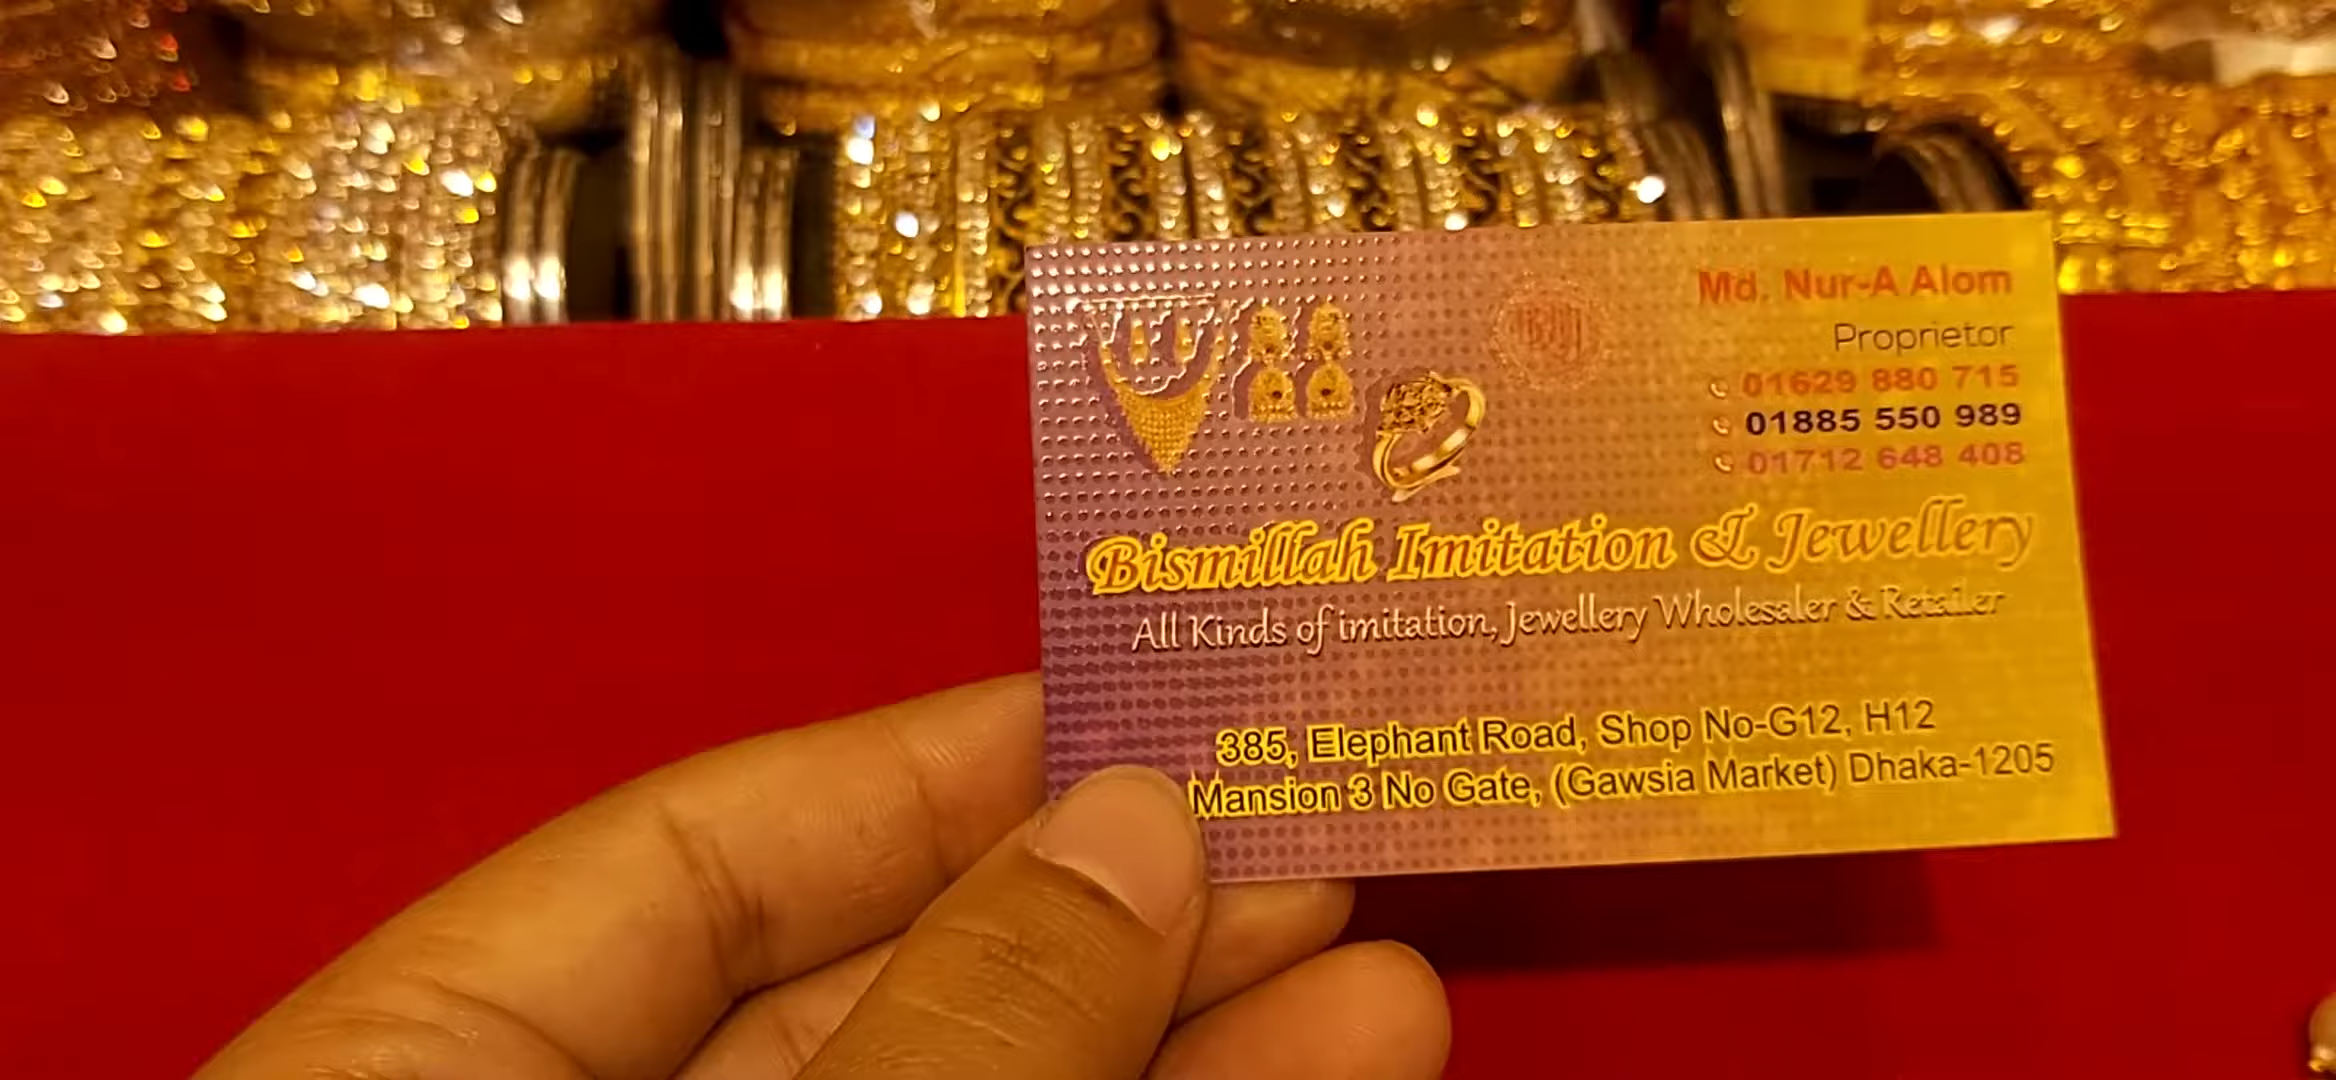 Md. Nur-A Alom
Proprietor
01629 880 715
01885 550 989
01712 648 408
Bismillah Imitation & Jewellery
All Kinds of imitation, Jewellery Wholesaler & Retailer
385, Elephant Road, Shop No-G12, H12
Mansion 3 No Gate, (Gawsia Market) Dhaka-1205